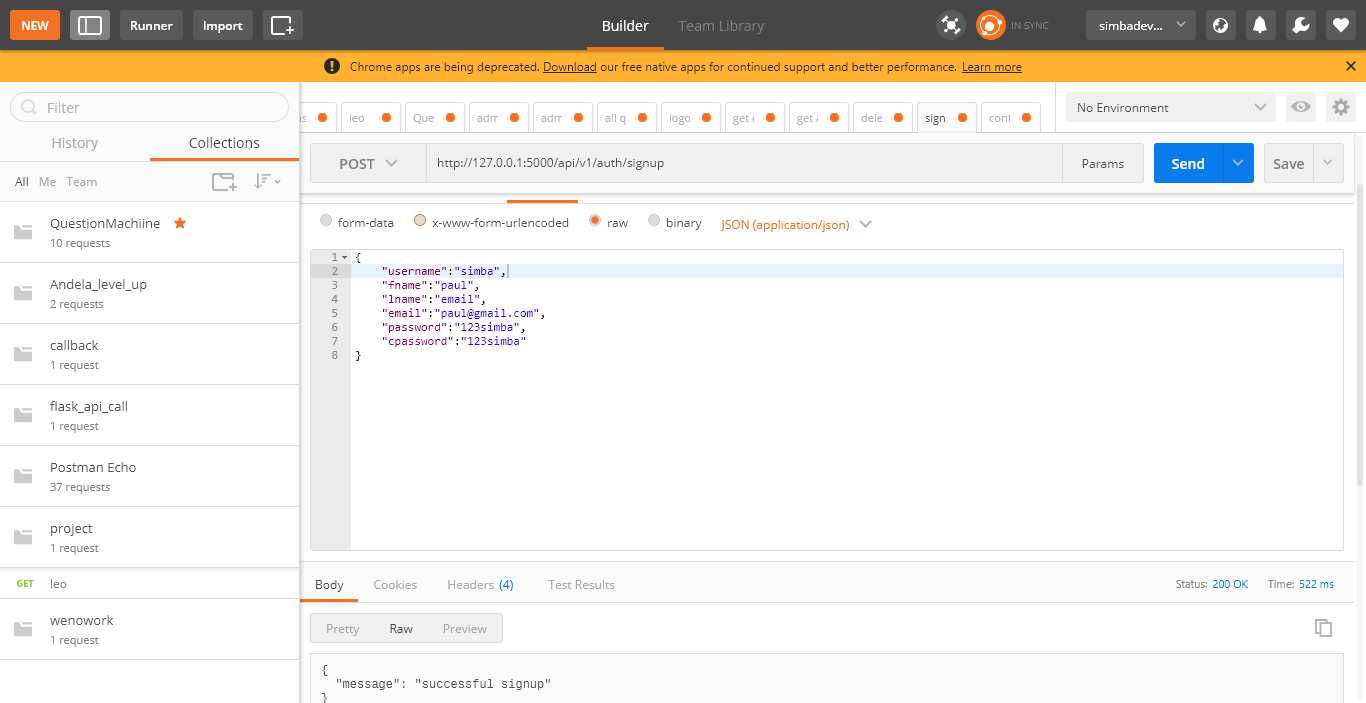 NEW Runner Import Builder Team Library IN SYNC simbadev...
Chrome apps are being deprecated. Download our free native apps for continued support and better performance. Learn more
Filter
History Collections
All Me Team
QuestionMachiine
10 requests
Andela_level_up
2 requests
callback
1 request
flask_api_call
1 request
Postman Echo
37 requests
project
1 request
GET leo
wenowork
1 request
leo Que adm adm all q logo get get dele sign cont
No Environment
POST http://127.0.0.1:5000/api/v1/auth/signup Params Send Save
form-data x-www-form-urlencoded raw binary JSON (application/json)
1 {
2 "username":"simba",
3 "fname":"paul",
4 "lname":"email",
5 "email":"paul@gmail.com",
6 "password":"123simba",
7 "cpassword":"123simba"
8 }
Body Cookies Headers (4) Test Results Status: 200 OK Time: 522 ms
Pretty Raw Preview
{
"message": "successful signup"
}